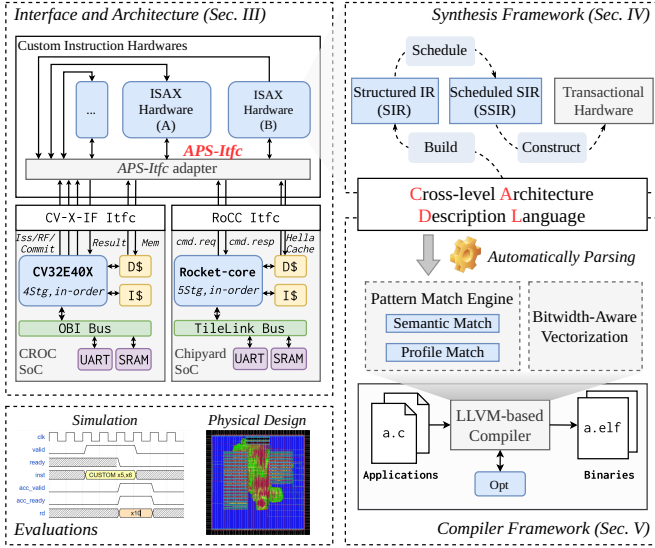 Interface and Architecture (Sec. III)
Custom Instruction Hardwares
...
ISAX
Hardware
(A)
ISAX
Hardware
(B)
APS-Itfc
APS-Itfc adapter
CV-X-IF Itfc
Iss/RF/
Commit
Result
Mem
CV32E40X
4Stg,in-order
D$
I$
OBI Bus
CROC
SoC
UART
SRAM
RoCC Itfc
cmd.req
cmd.resp
Hella
Cache
Rocket-core
5Stg,in-order
D$
I$
TileLink Bus
Chipyard
SoC
UART
SRAM
Simulation
clk
valid
ready
inst
CUSTOM x5,x6
acc_valid
acc_ready
rd
x10
Physical Design
Evaluations
Synthesis Framework (Sec. IV)
Schedule
Structured IR
(SIR)
Scheduled SIR
(SSIR)
Transactional
Hardware
Build
Construct
Cross-level Architecture
Description Language
Automatically Parsing
Pattern Match Engine
Semantic Match
Profile Match
Bitwidth-Aware
Vectorization
a.c
Applications
LLVM-based
Compiler
Opt
a.elf
Binaries
Compiler Framework (Sec. V)